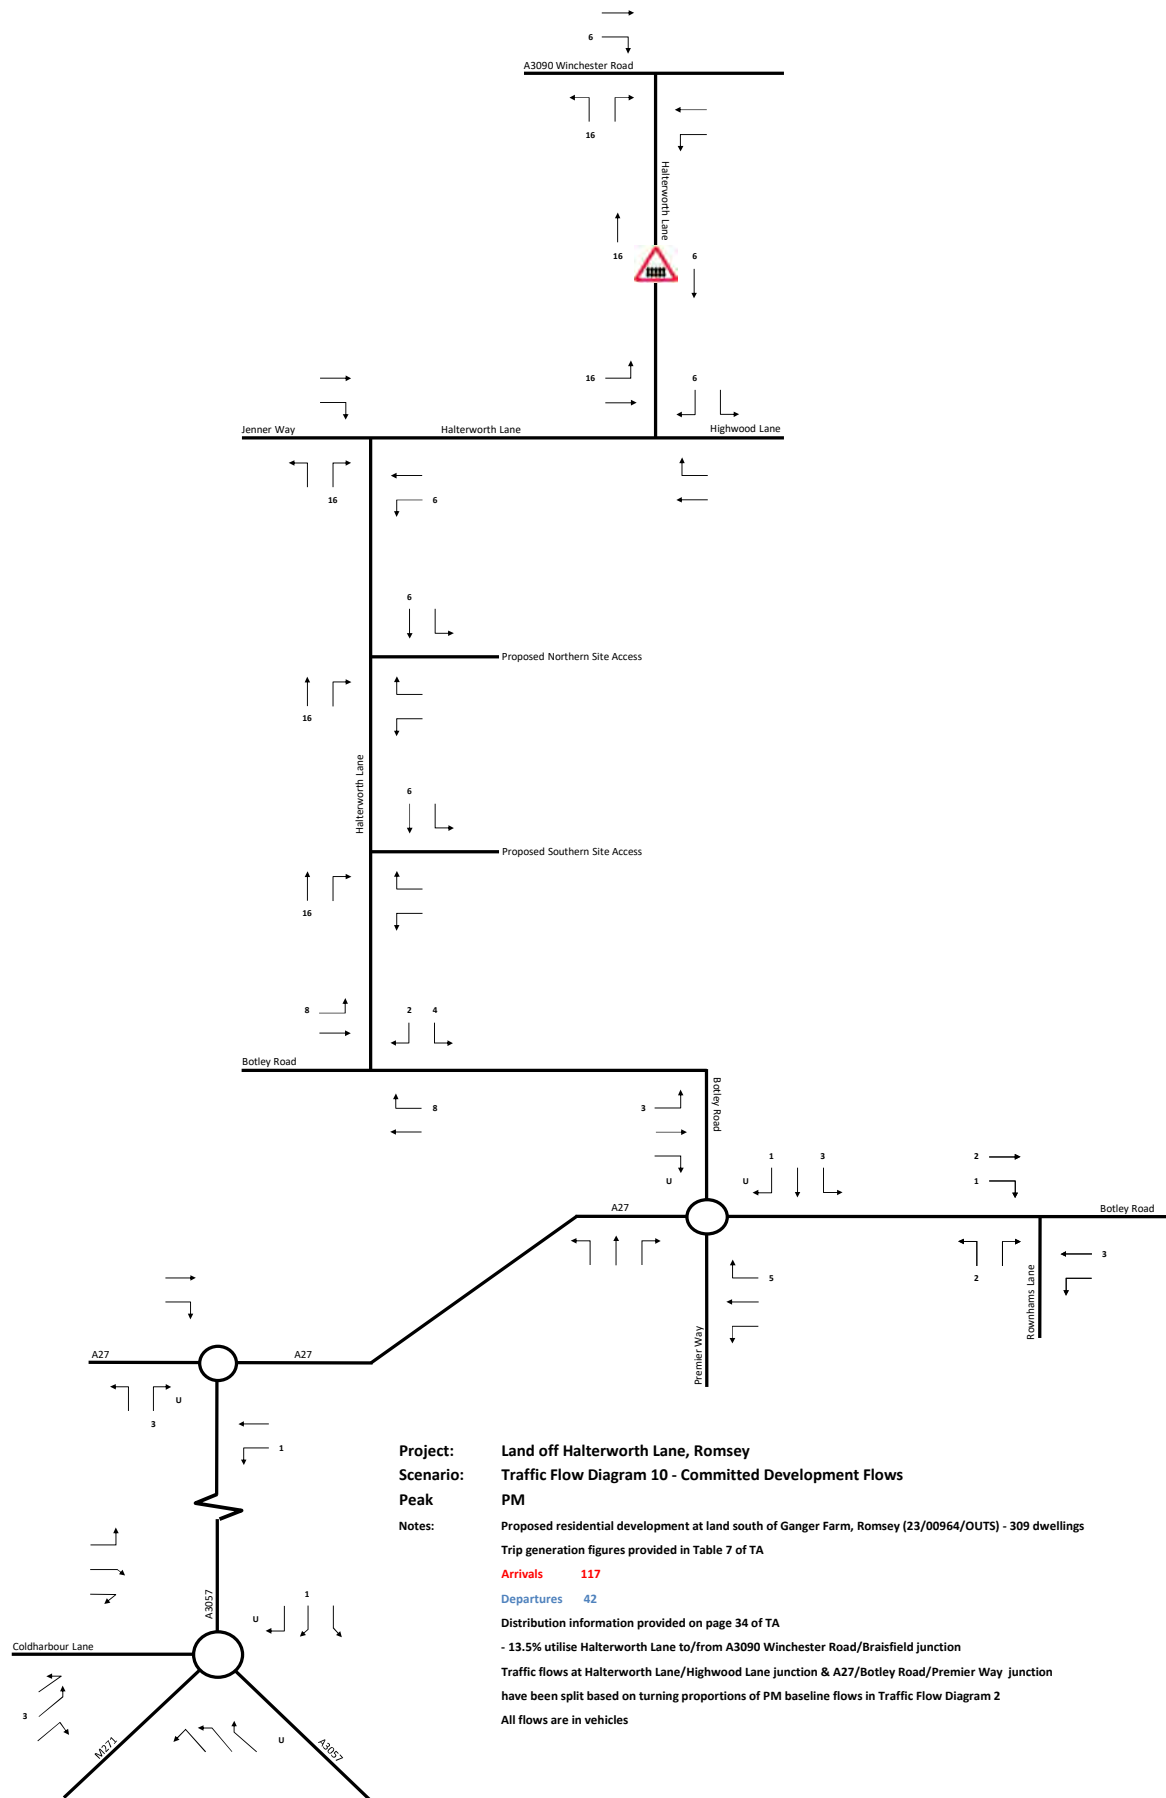 6
A3090 Winchester Road
16
Halterworth Lane
16
6
16
6
Jenner Way
Halterworth Lane
Highwood Lane
16
6
6
Proposed Northern Site Access
16
Halterworth Lane
6
Proposed Southern Site Access
16
8
2
4
Botley Road
8
Botley Road
3
U
U
1
3
2
1
A27
Botley Road
5
2
3
Rownhams Lane
Premier Way
A27
A27
3
U
1
Project: Land off Halterworth Lane, Romsey
Scenario: Traffic Flow Diagram 10 - Committed Development Flows
Peak PM
Notes: Proposed residential development at land south of Ganger Farm, Romsey (23/00964/OUTS) - 309 dwellings
Trip generation figures provided in Table 7 of TA
Arrivals 117
Departures 42
Distribution information provided on page 34 of TA
- 13.5% utilise Halterworth Lane to/from A3090 Winchester Road/Braisfield junction
Traffic flows at Halterworth Lane/Highwood Lane junction & A27/Botley Road/Premier Way junction
have been split based on turning proportions of PM baseline flows in Traffic Flow Diagram 2
All flows are in vehicles
A3057
U
1
Coldharbour Lane
3
M271
U
A3057